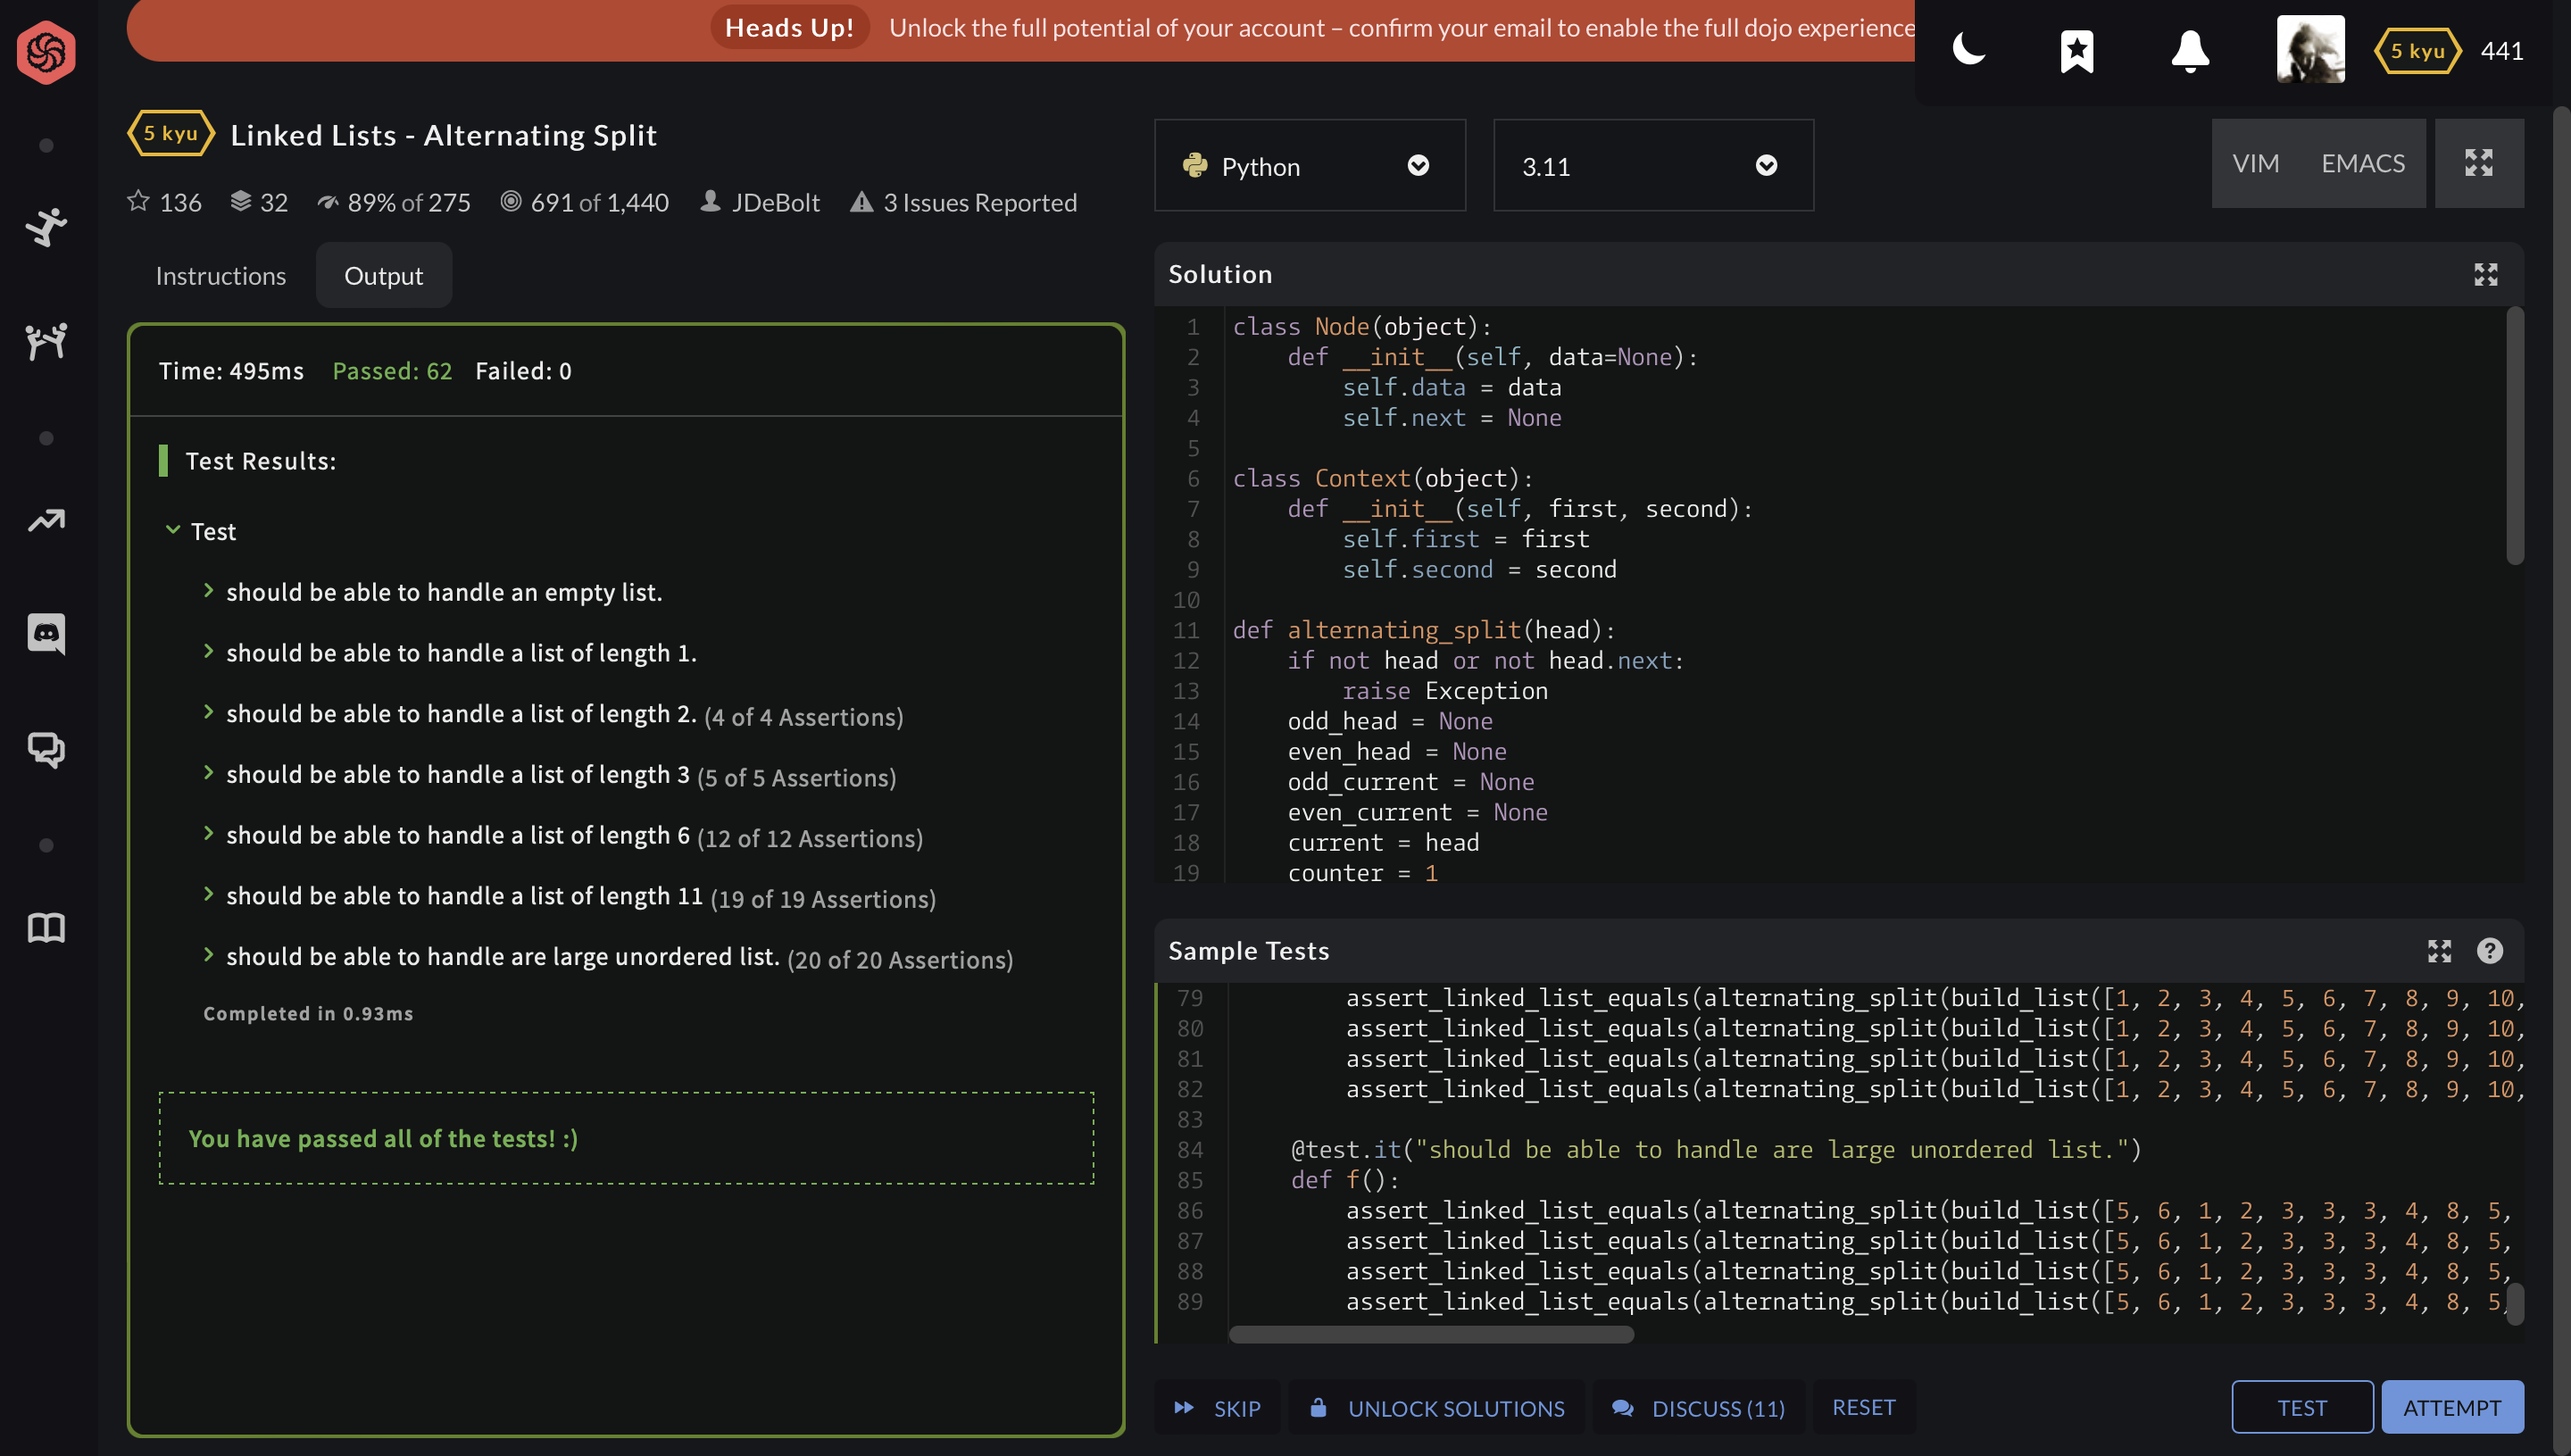 Heads Up! Unlock the full potential of your account – confirm your email to enable the full dojo experience
5 kyu 441
5 kyu Linked Lists - Alternating Split
136 32 89% of 275 691 of 1,440 JDeBolt 3 Issues Reported
Instructions Output
Time: 495ms Passed: 62 Failed: 0
Test Results:
Test
should be able to handle an empty list.
should be able to handle a list of length 1.
should be able to handle a list of length 2. (4 of 4 Assertions)
should be able to handle a list of length 3 (5 of 5 Assertions)
should be able to handle a list of length 6 (12 of 12 Assertions)
should be able to handle a list of length 11 (19 of 19 Assertions)
should be able to handle are large unordered list. (20 of 20 Assertions)
Completed in 0.93ms
You have passed all of the tests! :)
Python 3.11 VIM EMACS
Solution
1 class Node(object):
2     def __init__(self, data=None):
3         self.data = data
4         self.next = None
5
6 class Context(object):
7     def __init__(self, first, second):
8         self.first = first
9         self.second = second
10
11 def alternating_split(head):
12     if not head or not head.next:
13         raise Exception
14     odd_head = None
15     even_head = None
16     odd_current = None
17     even_current = None
18     current = head
19     counter = 1
Sample Tests
79         assert_linked_list_equals(alternating_split(build_list([1, 2, 3, 4, 5, 6, 7, 8, 9, 10,
80         assert_linked_list_equals(alternating_split(build_list([1, 2, 3, 4, 5, 6, 7, 8, 9, 10,
81         assert_linked_list_equals(alternating_split(build_list([1, 2, 3, 4, 5, 6, 7, 8, 9, 10,
82         assert_linked_list_equals(alternating_split(build_list([1, 2, 3, 4, 5, 6, 7, 8, 9, 10,
83
84     @test.it("should be able to handle are large unordered list.")
85     def f():
86         assert_linked_list_equals(alternating_split(build_list([5, 6, 1, 2, 3, 3, 3, 4, 8, 5,
87         assert_linked_list_equals(alternating_split(build_list([5, 6, 1, 2, 3, 3, 3, 4, 8, 5,
88         assert_linked_list_equals(alternating_split(build_list([5, 6, 1, 2, 3, 3, 3, 4, 8, 5,
89         assert_linked_list_equals(alternating_split(build_list([5, 6, 1, 2, 3, 3, 3, 4, 8, 5,
SKIP UNLOCK SOLUTIONS DISCUSS (11) RESET TEST ATTEMPT